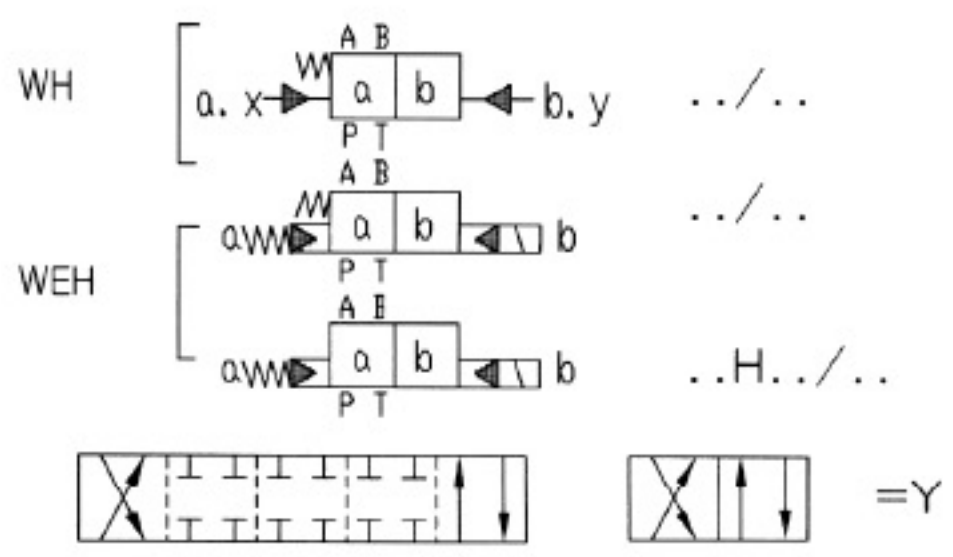 A B
WH a. x a b b. y ../..
P T
A B
../..
a a b b
P T
WEH
A B
a a b b ..H../..
P T
=Y